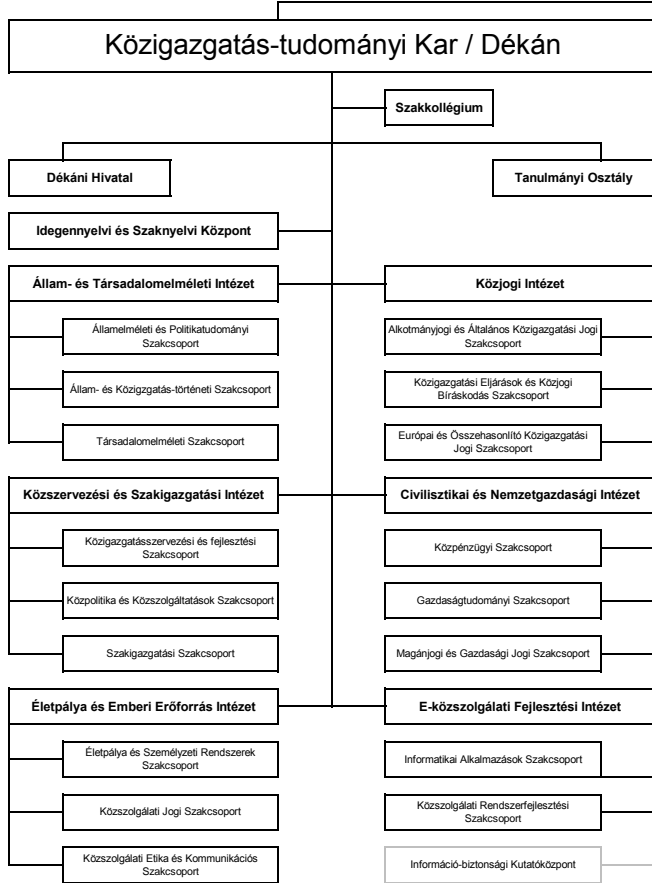 Közigazgatás-tudományi Kar / Dékán
Szakkollégium
Dékáni Hivatal
Tanulmányi Osztály
Idegennyelvi és Szaknyelvi Központ
Állam- és Társadalomelméleti Intézet
Közjogi Intézet
Államelméleti és Politikatudományi
Szakcsoport
Alkotmányjogi és Általános Közigazgatási Jogi
Szakcsoport
Állam- és Közigzgatás-történeti Szakcsoport
Közigazgatási Eljárások és Közjogi
Bíráskodás Szakcsoport
Társadalomelméleti Szakcsoport
Európai és Összehasonlító Közigazgatási
Jogi Szakcsoport
Közszervezési és Szakigazgatási Intézet
Civilisztikai és Nemzetgazdasági Intézet
Közigazgatásszervezési és fejlesztési
Szakcsoport
Közpénzügyi Szakcsoport
Közpolitika és Közszolgáltatások Szakcsoport
Gazdaságtudományi Szakcsoport
Szakigazgatási Szakcsoport
Magánjogi és Gazdasági Jogi Szakcsoport
Életpálya és Emberi Erőforrás Intézet
E-közszolgálati Fejlesztési Intézet
Életpálya és Személyzeti Rendszerek
Szakcsoport
Informatikai Alkalmazások Szakcsoport
Közszolgálati Jogi Szakcsoport
Közszolgálati Rendszerfejlesztési
Szakcsoport
Közszolgálati Etika és Kommunikációs
Szakcsoport
Információ-biztonsági Kutatóközpont